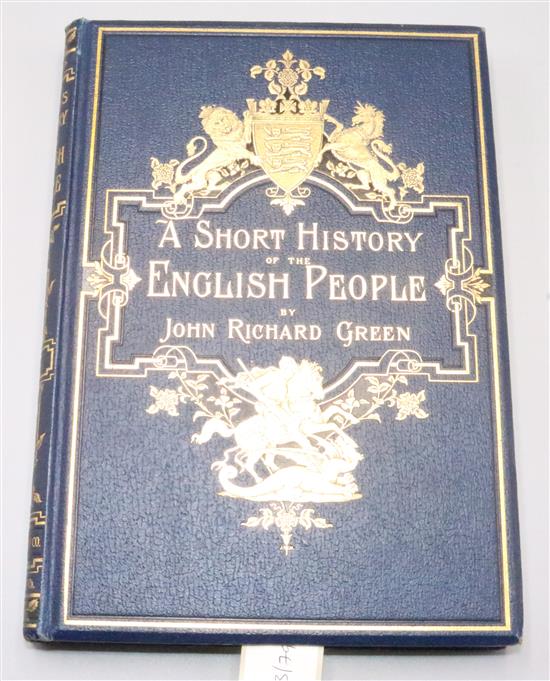 A SHORT HISTORY
OF THE
ENGLISH PEOPLE
BY
JOHN RICHARD GREEN